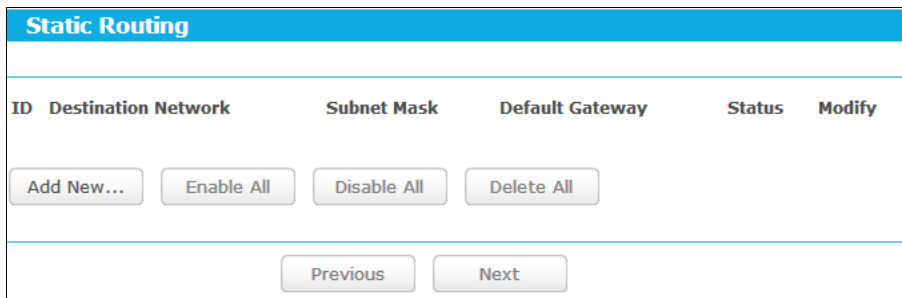 Static Routing
ID Destination Network Subnet Mask Default Gateway Status Modify
Add New... Enable All Disable All Delete All
Previous Next